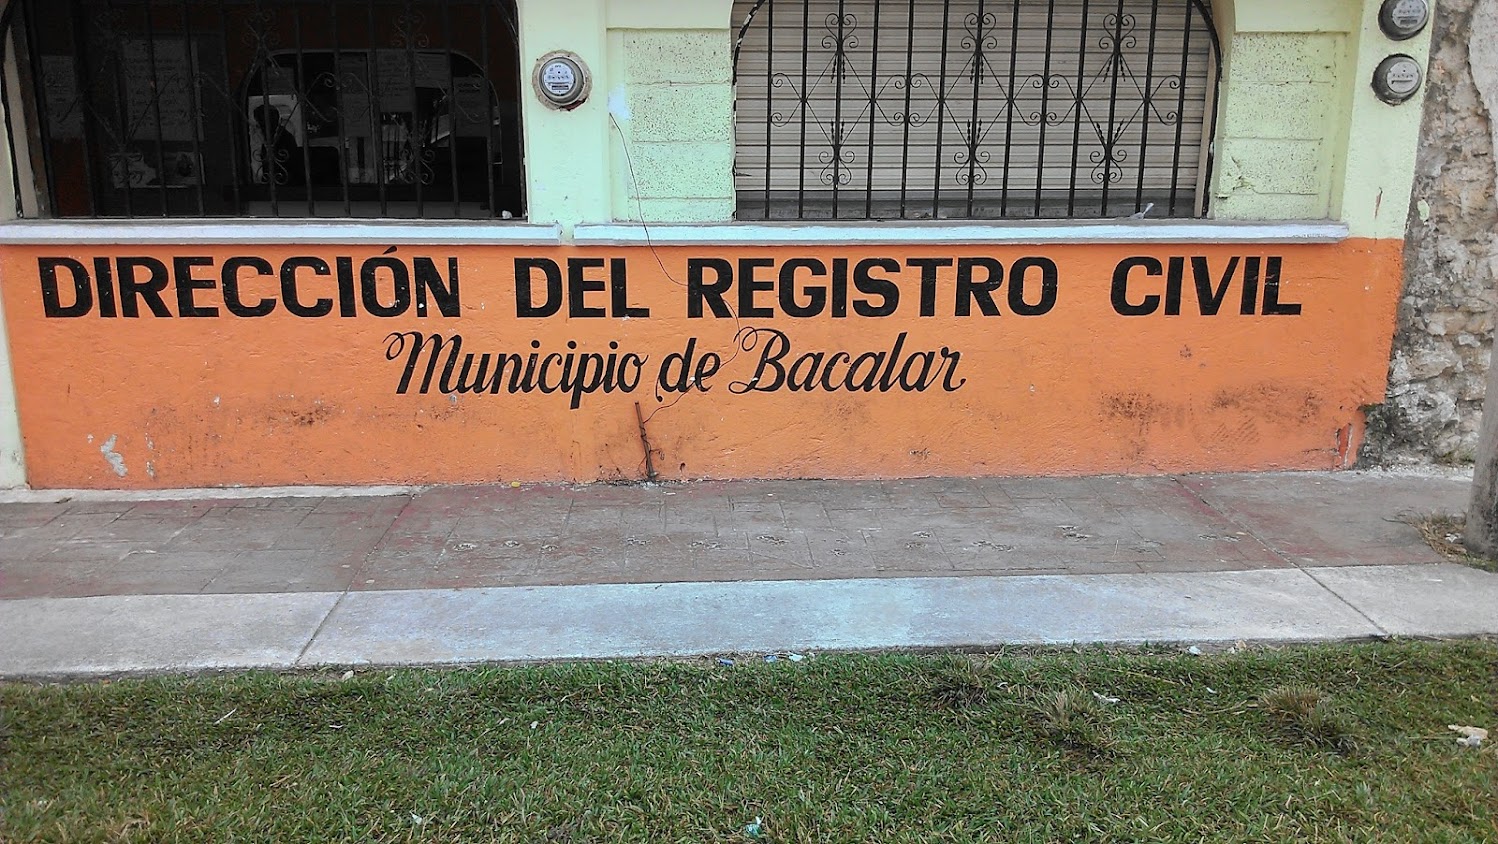 DIRECCIÓN DEL REGISTRO CIVIL
Municipio de Bacalar